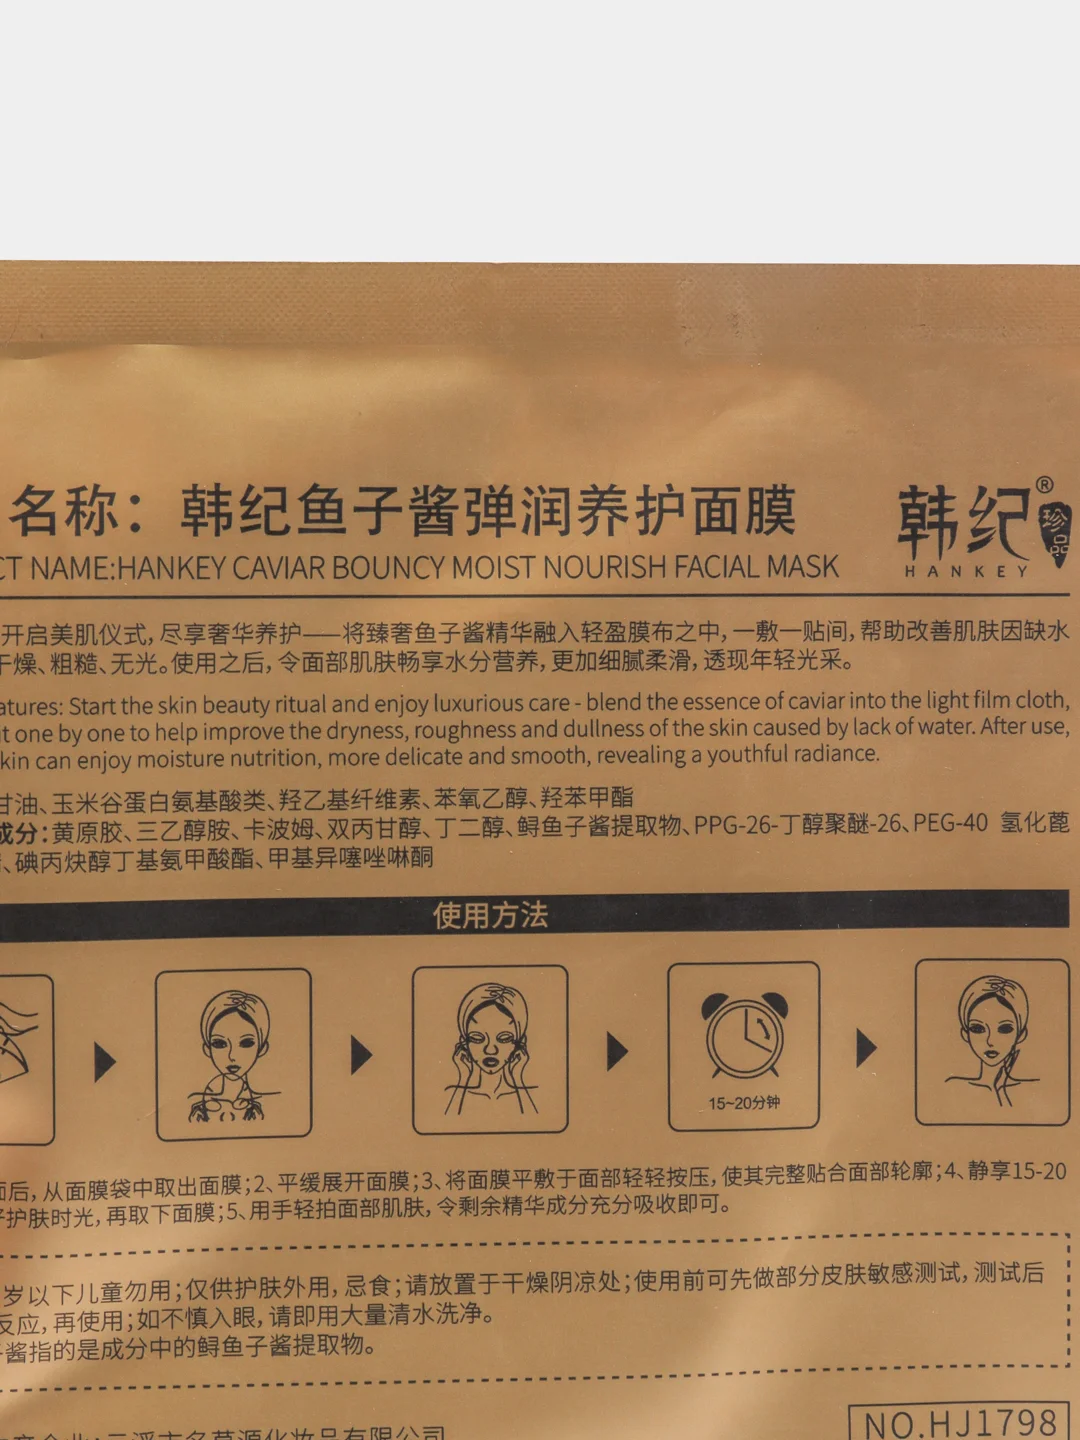 名称：韩纪鱼子酱弹润养护面膜
CT NAME:HANKEY CAVIAR BOUNCY MOIST NOURISH FACIAL MASK
韩纪®
珍品
HANKEY
开启美肌仪式，尽享奢华养护——将臻奢鱼子酱精华融入轻盈膜布之中，一敷一贴间，帮助改善肌肤因缺水
干燥、粗糙、无光。使用之后，令面部肌肤畅享水分营养，更加细腻柔滑，透现年轻光采。
atures: Start the skin beauty ritual and enjoy luxurious care - blend the essence of caviar into the light film cloth,
t one by one to help improve the dryness, roughness and dullness of the skin caused by lack of water. After use,
kin can enjoy moisture nutrition, more delicate and smooth, revealing a youthful radiance.
甘油、玉米谷蛋白氨基酸类、羟乙基纤维素、苯氧乙醇、羟苯甲酯
成分：黄原胶、三乙醇胺、卡波姆、双丙甘醇、丁二醇、鲟鱼子酱提取物、PPG-26-丁醇聚醚-26、PEG-40 氢化蓖
、碘丙炔醇丁基氨甲酸酯、甲基异噻唑啉酮
使用方法
15~20分钟
面后，从面膜袋中取出面膜；2、平缓展开面膜；3、将面膜平敷于面部轻轻按压，使其完整贴合面部轮廓；4、静享15-20
护肤时光，再取下面膜；5、用手轻拍面部肌肤，令剩余精华成分充分吸收即可。
岁以下儿童勿用；仅供护肤外用，忌食；请放置于干燥阴凉处；使用前可先做部分皮肤敏感测试，测试后
反应，再使用；如不慎入眼，请即用大量清水洗净。
酱指的是成分中的鲟鱼子酱提取物。
NO.HJ1798